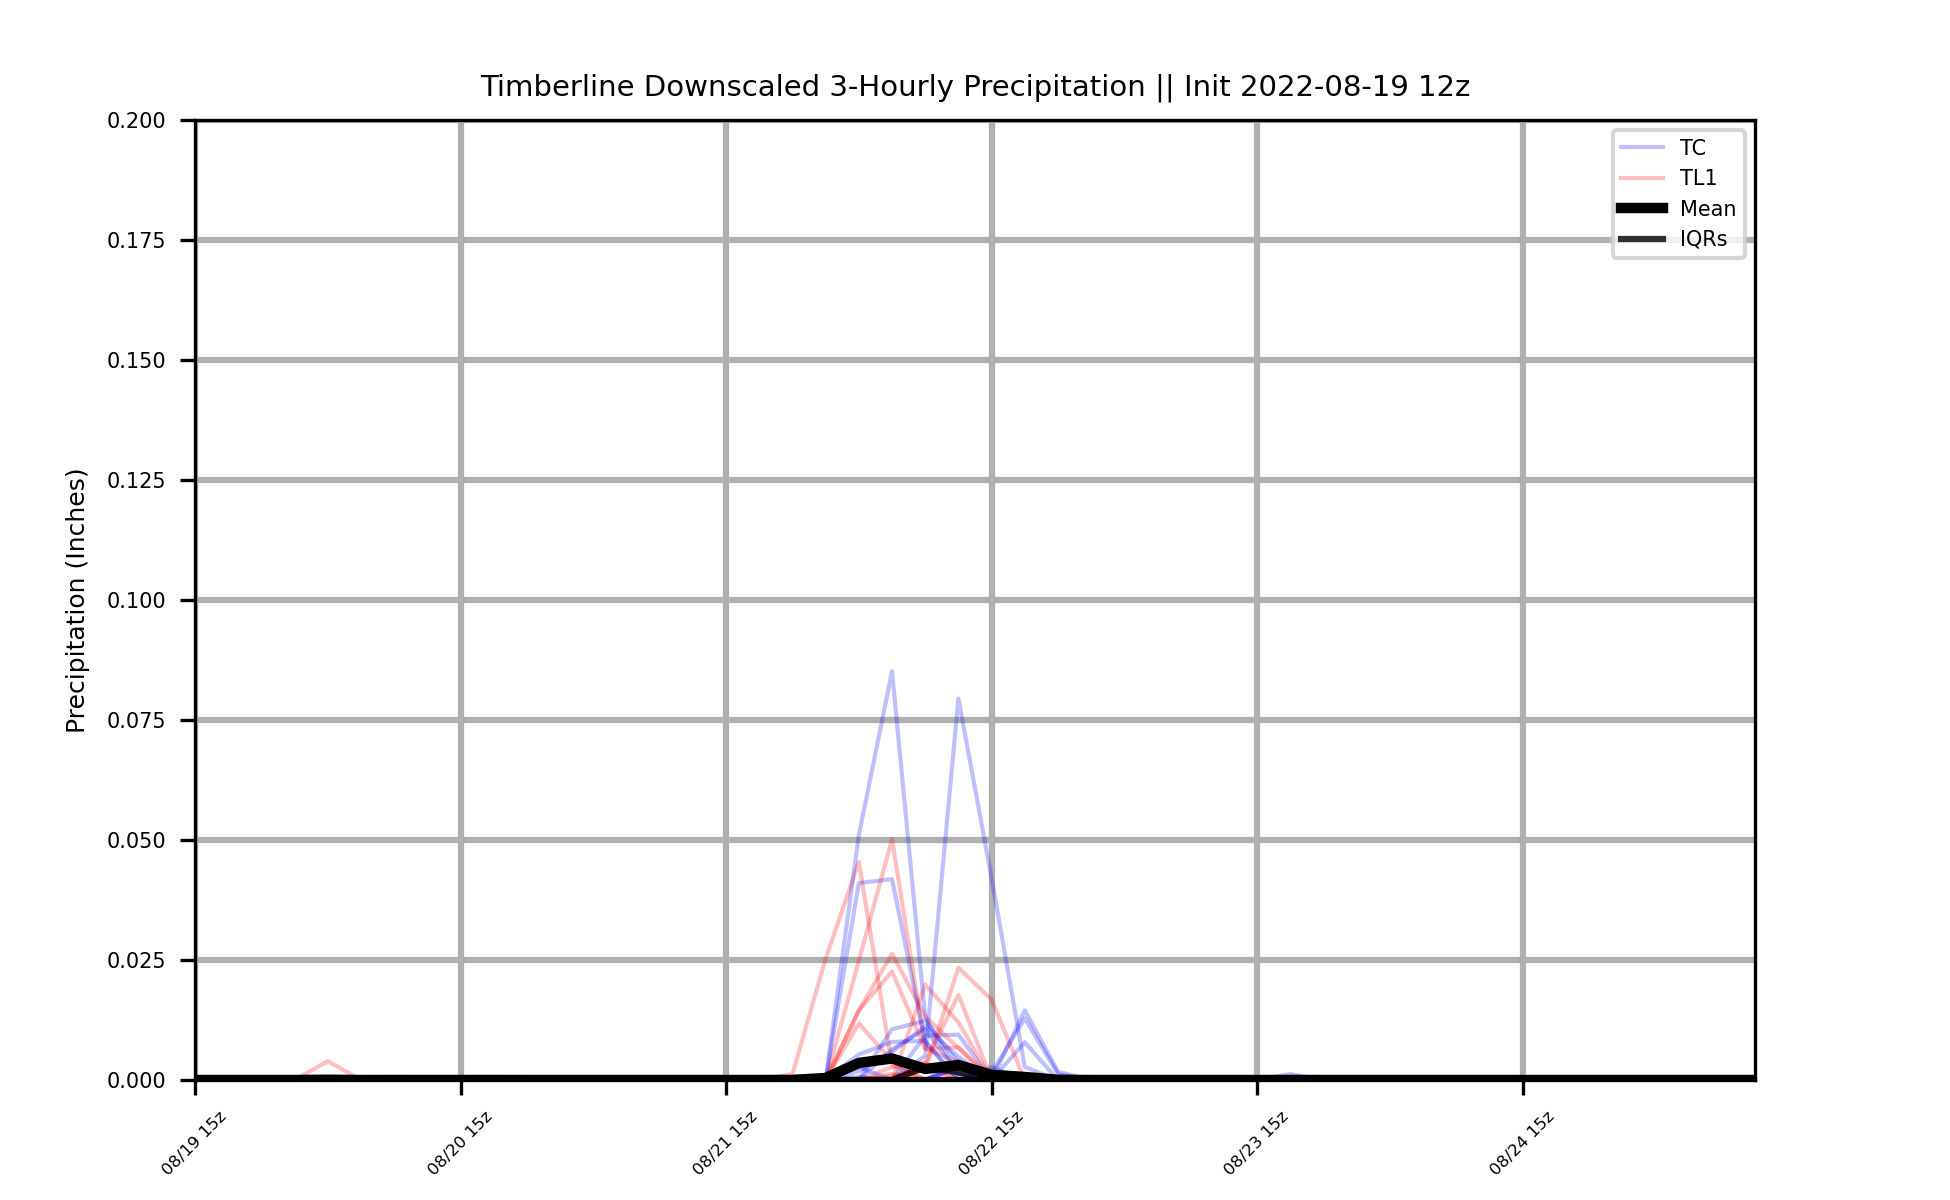 Timberline Downscaled 3-Hourly Precipitation || Init 2022-08-19 12z
Precipitation (Inches)
0.200
0.175
0.150
0.125
0.100
0.075
0.050
0.025
0.000
TC
TL1
Mean
IQRs
08/19 15z
08/20 15z
08/21 15z
08/22 15z
08/23 15z
08/24 15z